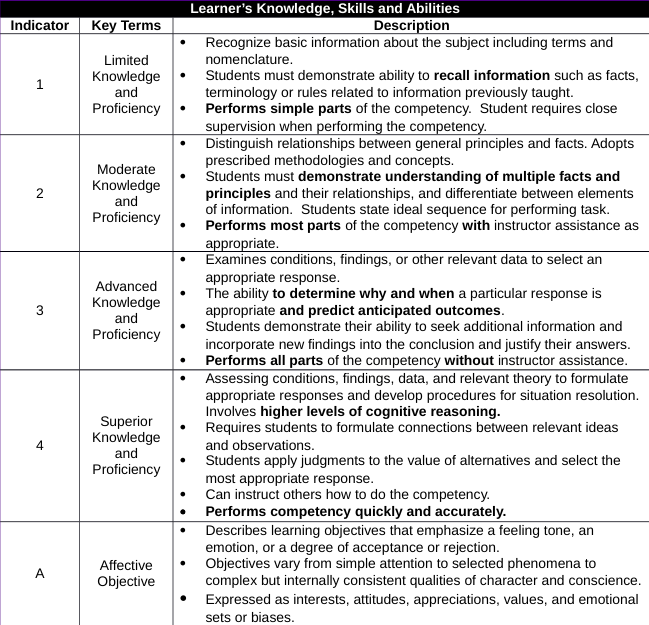 Learner's Knowledge, Skills and Abilities
Indicator Key Terms Description
1
Limited
Knowledge
and
Proficiency
• Recognize basic information about the subject including terms and
nomenclature.
• Students must demonstrate ability to recall information such as facts,
terminology or rules related to information previously taught.
• Performs simple parts of the competency.  Student requires close
supervision when performing the competency.
2
Moderate
Knowledge
and
Proficiency
• Distinguish relationships between general principles and facts. Adopts
prescribed methodologies and concepts.
• Students must demonstrate understanding of multiple facts and
principles and their relationships, and differentiate between elements
of information.  Students state ideal sequence for performing task.
• Performs most parts of the competency with instructor assistance as
appropriate.
3
Advanced
Knowledge
and
Proficiency
• Examines conditions, findings, or other relevant data to select an
appropriate response.
• The ability to determine why and when a particular response is
appropriate and predict anticipated outcomes.
• Students demonstrate their ability to seek additional information and
incorporate new findings into the conclusion and justify their answers.
• Performs all parts of the competency without instructor assistance.
4
Superior
Knowledge
and
Proficiency
• Assessing conditions, findings, data, and relevant theory to formulate
appropriate responses and develop procedures for situation resolution.
Involves higher levels of cognitive reasoning.
• Requires students to formulate connections between relevant ideas
and observations.
• Students apply judgments to the value of alternatives and select the
most appropriate response.
• Can instruct others how to do the competency.
• Performs competency quickly and accurately.
A
Affective
Objective
• Describes learning objectives that emphasize a feeling tone, an
emotion, or a degree of acceptance or rejection.
• Objectives vary from simple attention to selected phenomena to
complex but internally consistent qualities of character and conscience.
• Expressed as interests, attitudes, appreciations, values, and emotional
sets or biases.